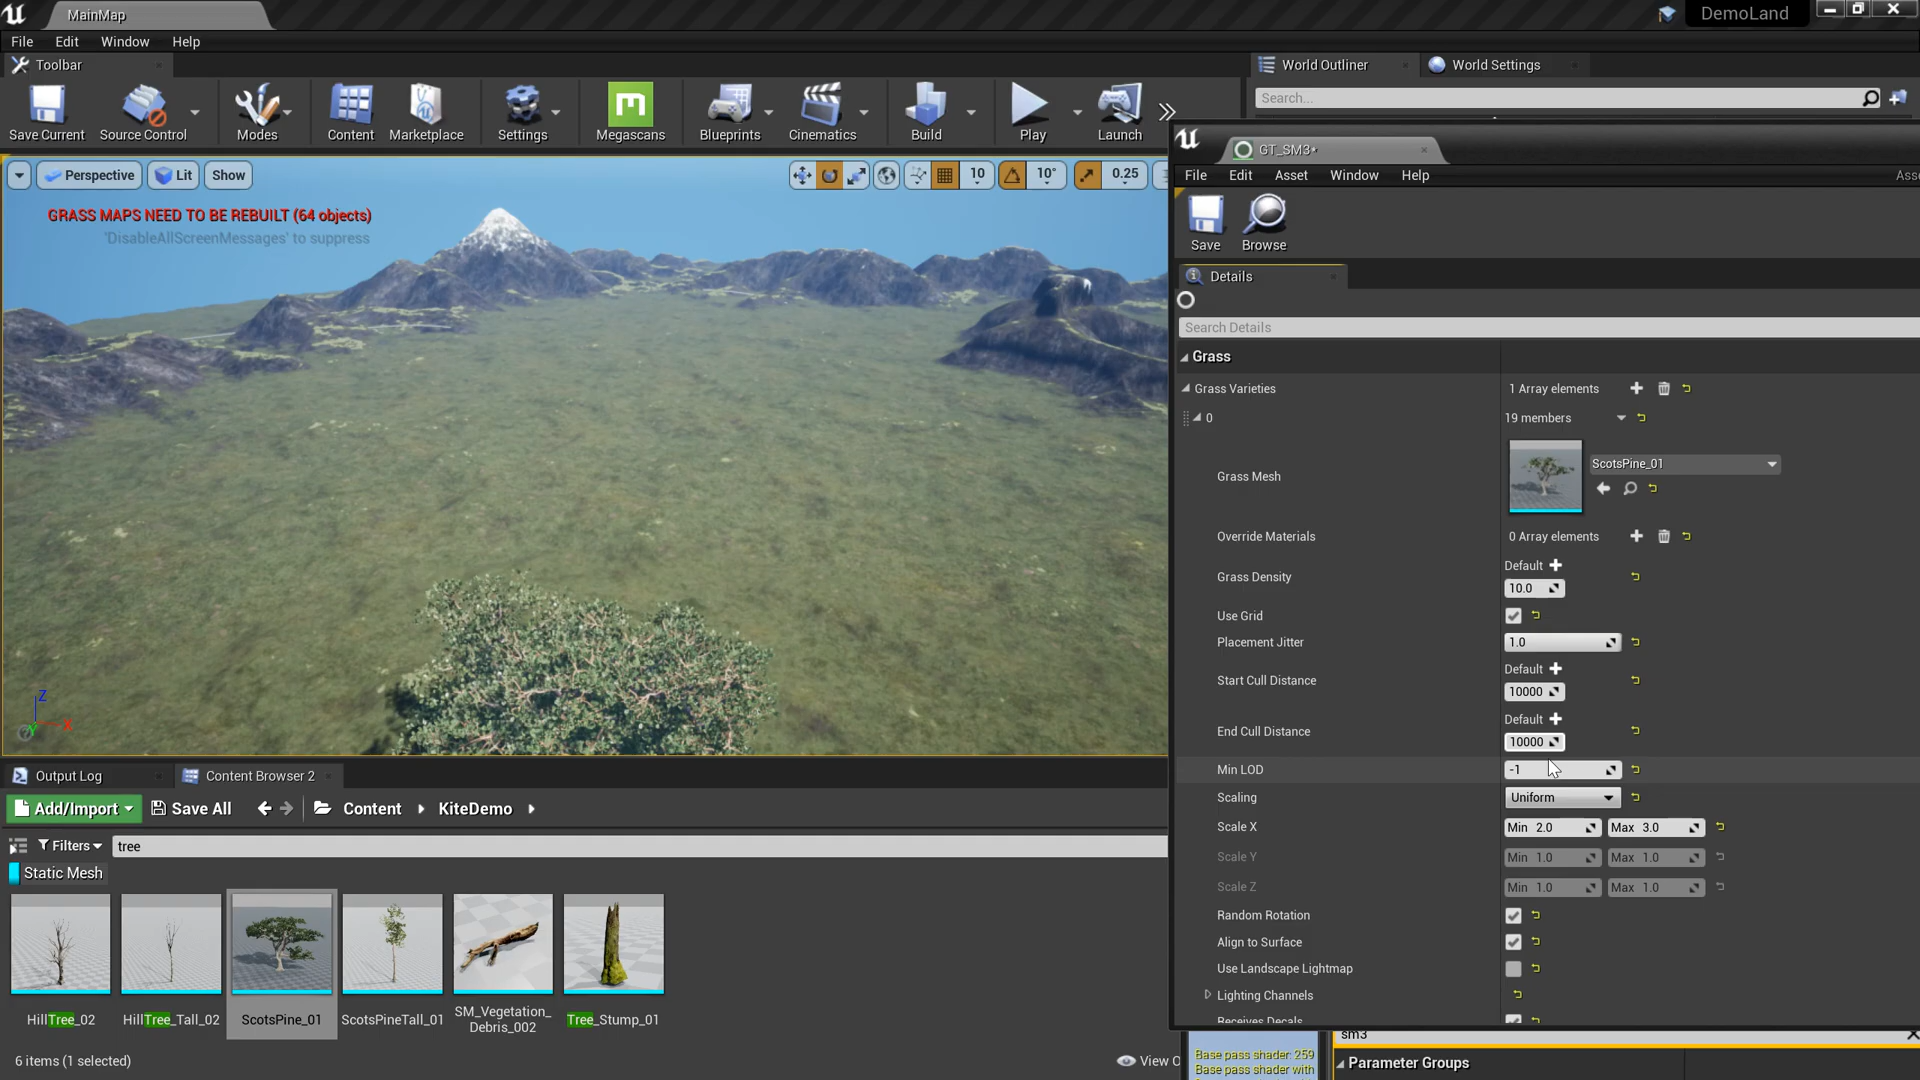 MainMap
DemoLand
File Edit Window Help
Toolbar
World Outliner
World Settings
Save Current
Source Control
Modes
Content
Marketplace
Settings
Megascans
Blueprints
Cinematics
Build
Play
Launch
Search...
Perspective
Lit
Show
10
10°
0.25
GRASS MAPS NEED TO BE REBUILT (64 objects)
'DisableAllScreenMessages' to suppress
Z
X
Y
GT_SM3*
File Edit Asset Window Help
Save
Browse
Details
Search Details
Grass
Grass Varieties 1 Array elements
0 19 members
Grass Mesh ScotsPine_01
Override Materials 0 Array elements
Grass Density Default
10.0
Use Grid
Placement Jitter 1.0
Start Cull Distance Default
10000
End Cull Distance Default
10000
Min LOD -1
Scaling Uniform
Scale X Min 2.0 Max 3.0
Scale Y Min 1.0 Max 1.0
Scale Z Min 1.0 Max 1.0
Random Rotation
Align to Surface
Use Landscape Lightmap
Lighting Channels
Receives Decals
Output Log
Content Browser 2
Add/Import Save All Content KiteDemo
Filters tree
Static Mesh
HillTree_02
HillTree_Tall_02
ScotsPine_01
ScotsPineTall_01
SM_Vegetation_
Debris_002
Tree_Stump_01
6 items (1 selected)
View O
sm3
Base pass shader: 259
Base pass shader with
Parameter Groups